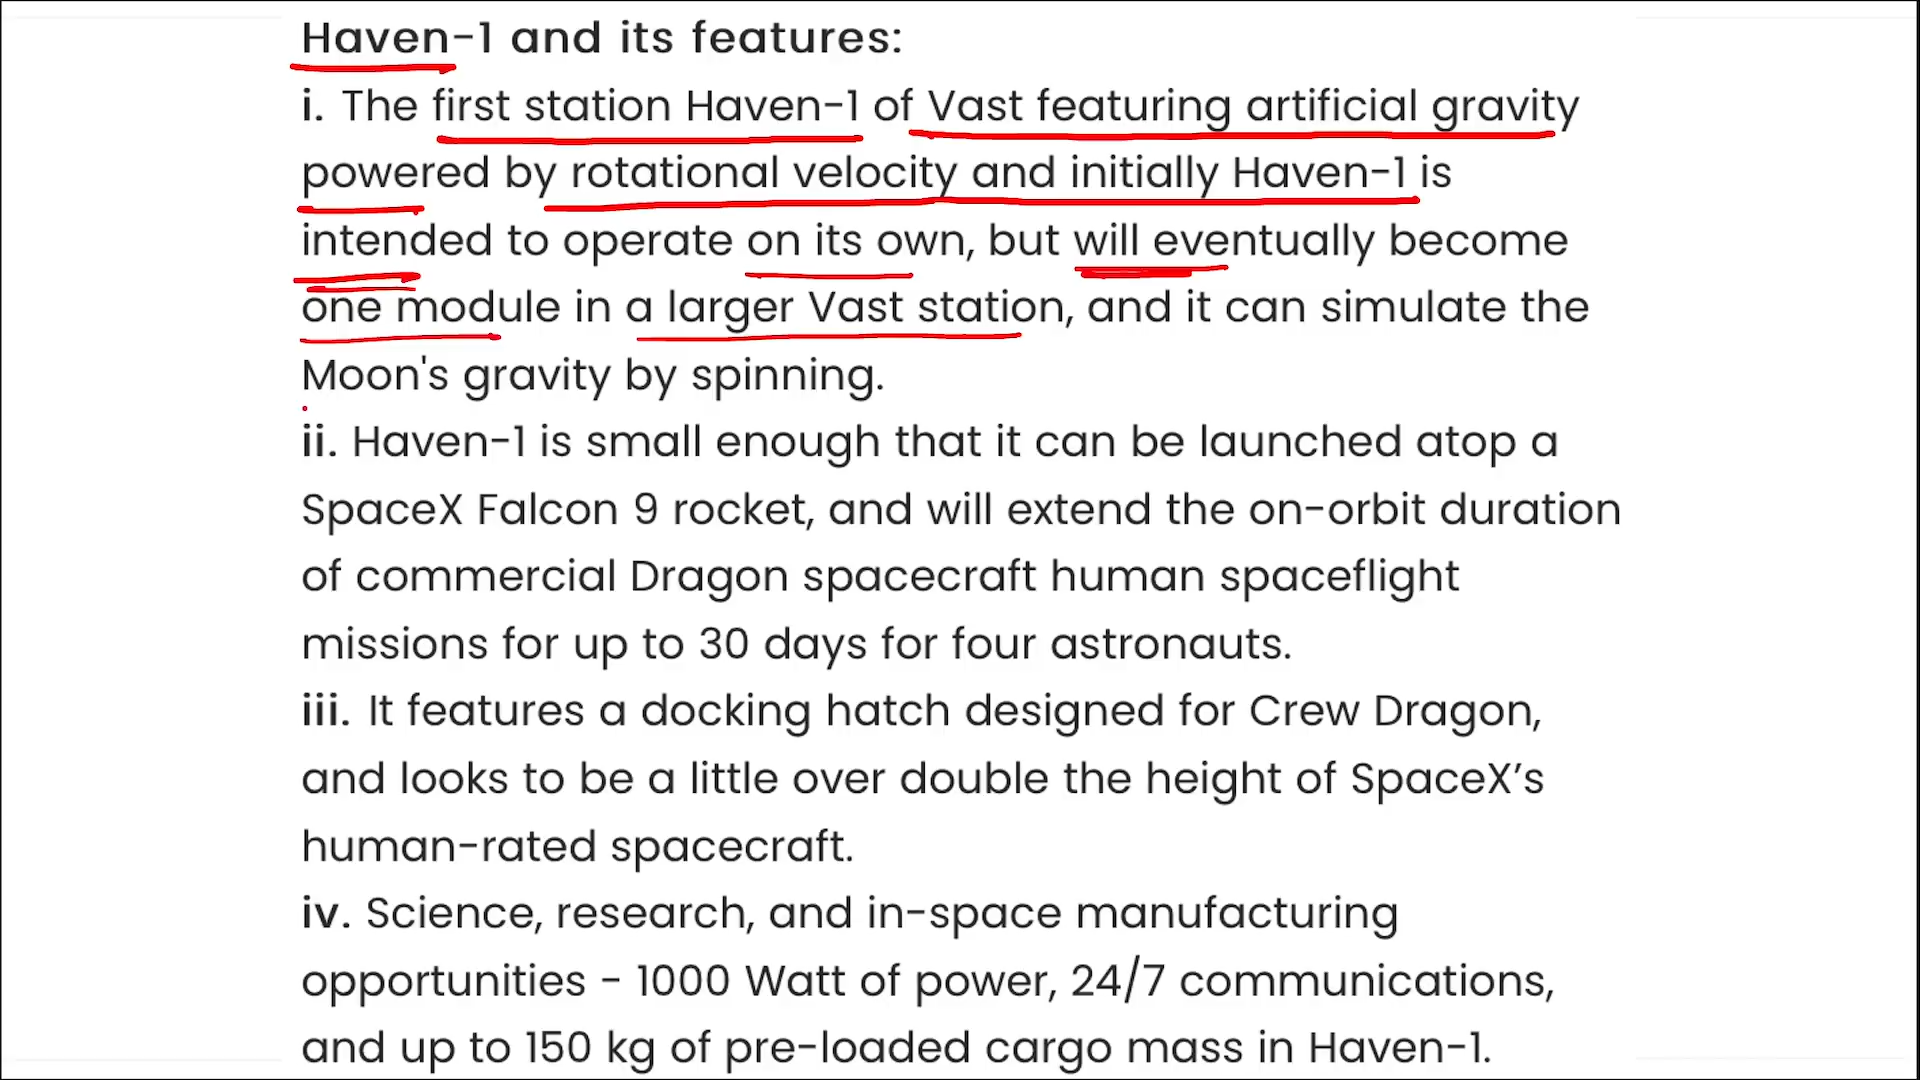 Haven-1 and its features:
i. The first station Haven-1 of Vast featuring artificial gravity
powered by rotational velocity and initially Haven-1 is
intended to operate on its own, but will eventually become
one module in a larger Vast station, and it can simulate the
Moon's gravity by spinning.
ii. Haven-1 is small enough that it can be launched atop a
SpaceX Falcon 9 rocket, and will extend the on-orbit duration
of commercial Dragon spacecraft human spaceflight
missions for up to 30 days for four astronauts.
iii. It features a docking hatch designed for Crew Dragon,
and looks to be a little over double the height of SpaceX’s
human-rated spacecraft.
iv. Science, research, and in-space manufacturing
opportunities - 1000 Watt of power, 24/7 communications,
and up to 150 kg of pre-loaded cargo mass in Haven-1.